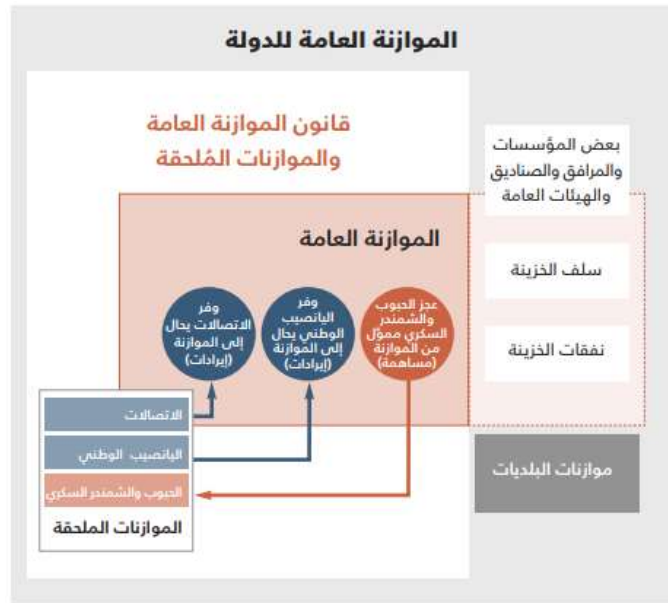 الموازنة العامة للدولة
قانون الموازنة العامة
والموازنات المُلحقة
بعض المؤسسات
والمرافق والصناديق
والهيئات العامة
الموازنة العامة
سلف الخزينة
نفقات الخزينة
عجز الحبوب
والشمندر
السكري مموّل
من الموازنة
(مساهمة)
وفر
اليانصيب
الوطني يحال
إلى الموازنة
(إيرادات)
وفر
الاتصالات يحال
إلى الموازنة
(إيرادات)
الاتصالات
اليانصيب الوطني
الحبوب والشمندر السكري
الموازنات الملحقة
موازنات البلديات